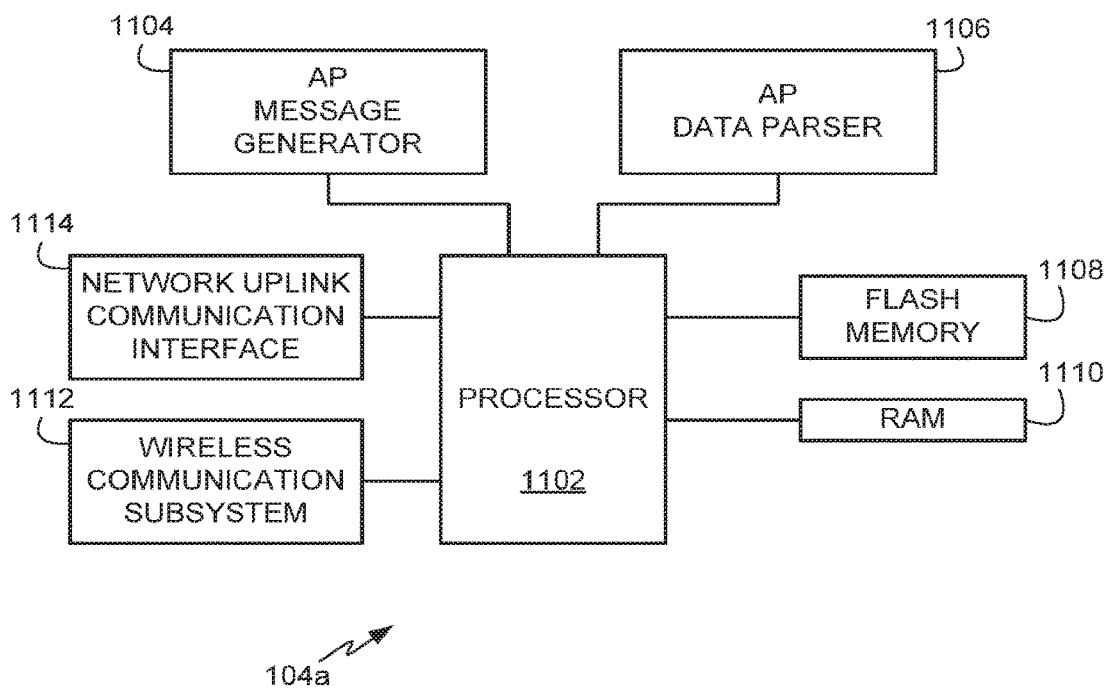 1104
AP
MESSAGE
GENERATOR
1106
AP
DATA PARSER
1114
NETWORK UPLINK
COMMUNICATION
INTERFACE
1108
FLASH
MEMORY
1112
WIRELESS
COMMUNICATION
SUBSYSTEM
PROCESSOR
1102
1110
RAM
104a